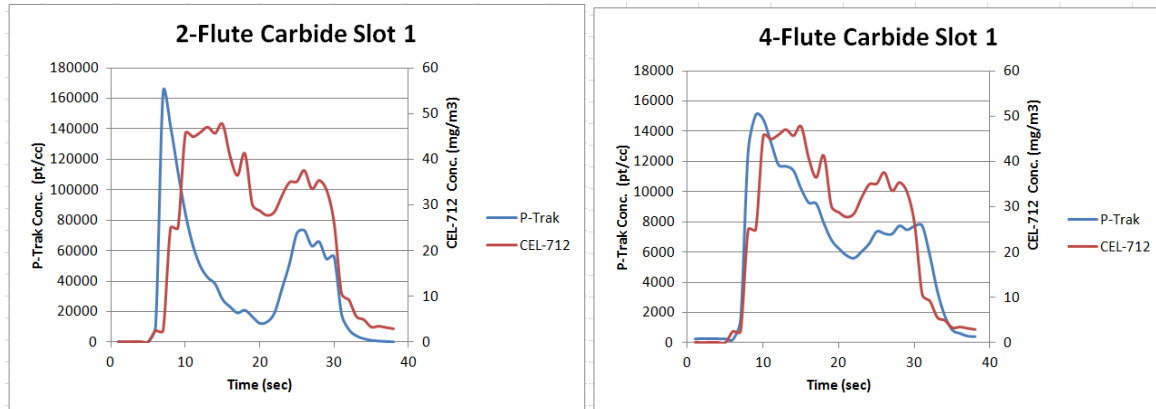 2-Flute Carbide Slot 1
180000
160000
140000
120000
100000
80000
60000
40000
20000
0
P-Trak Conc. (pt/cc)
60
50
40
30
20
10
0
CEL-712 Conc. (mg/m3)
0 10 20 30 40
Time (sec)
P-Trak
CEL-712
4-Flute Carbide Slot 1
18000
16000
14000
12000
10000
8000
6000
4000
2000
0
P-Trak Conc. (pt/cc)
60
50
40
30
20
10
0
CEL-712 Conc. (mg/m3)
0 10 20 30 40
Time (sec)
P-Trak
CEL-712